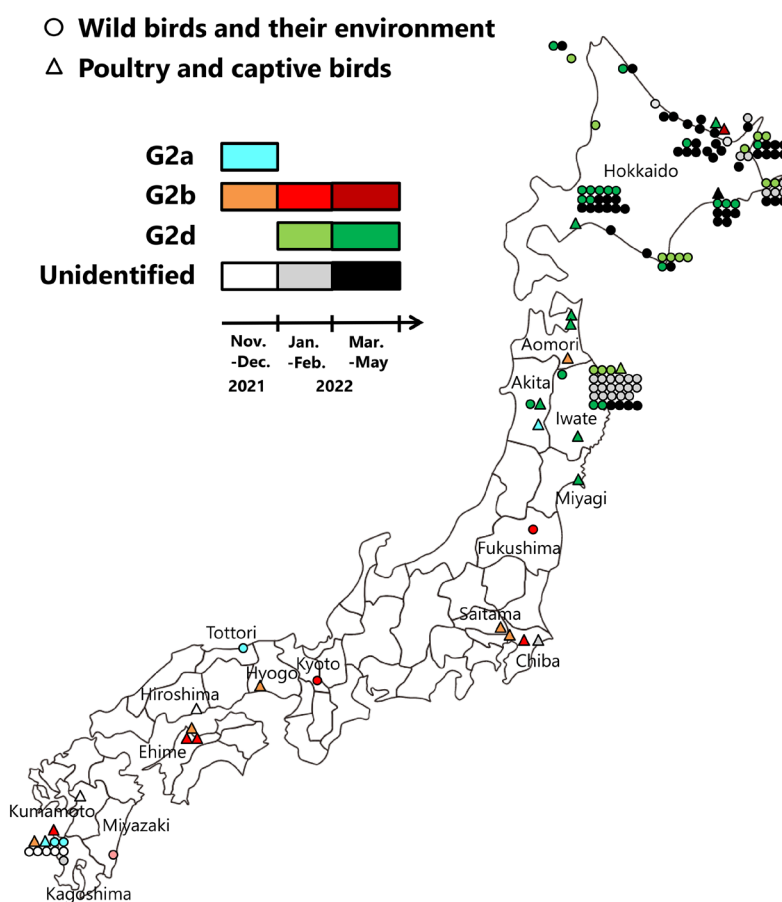 Wild birds and their environment
Poultry and captive birds
G2a
G2b
G2d
Unidentified
Nov.
-Dec.
Jan.
-Feb.
Mar.
-May
2021
2022
Hokkaido
Aomori
Akita
Iwate
Miyagi
Fukushima
Saitama
Chiba
Tottori
Kyoto
Hyogo
Hiroshima
Ehime
Kumamoto
Miyazaki
Kagoshima